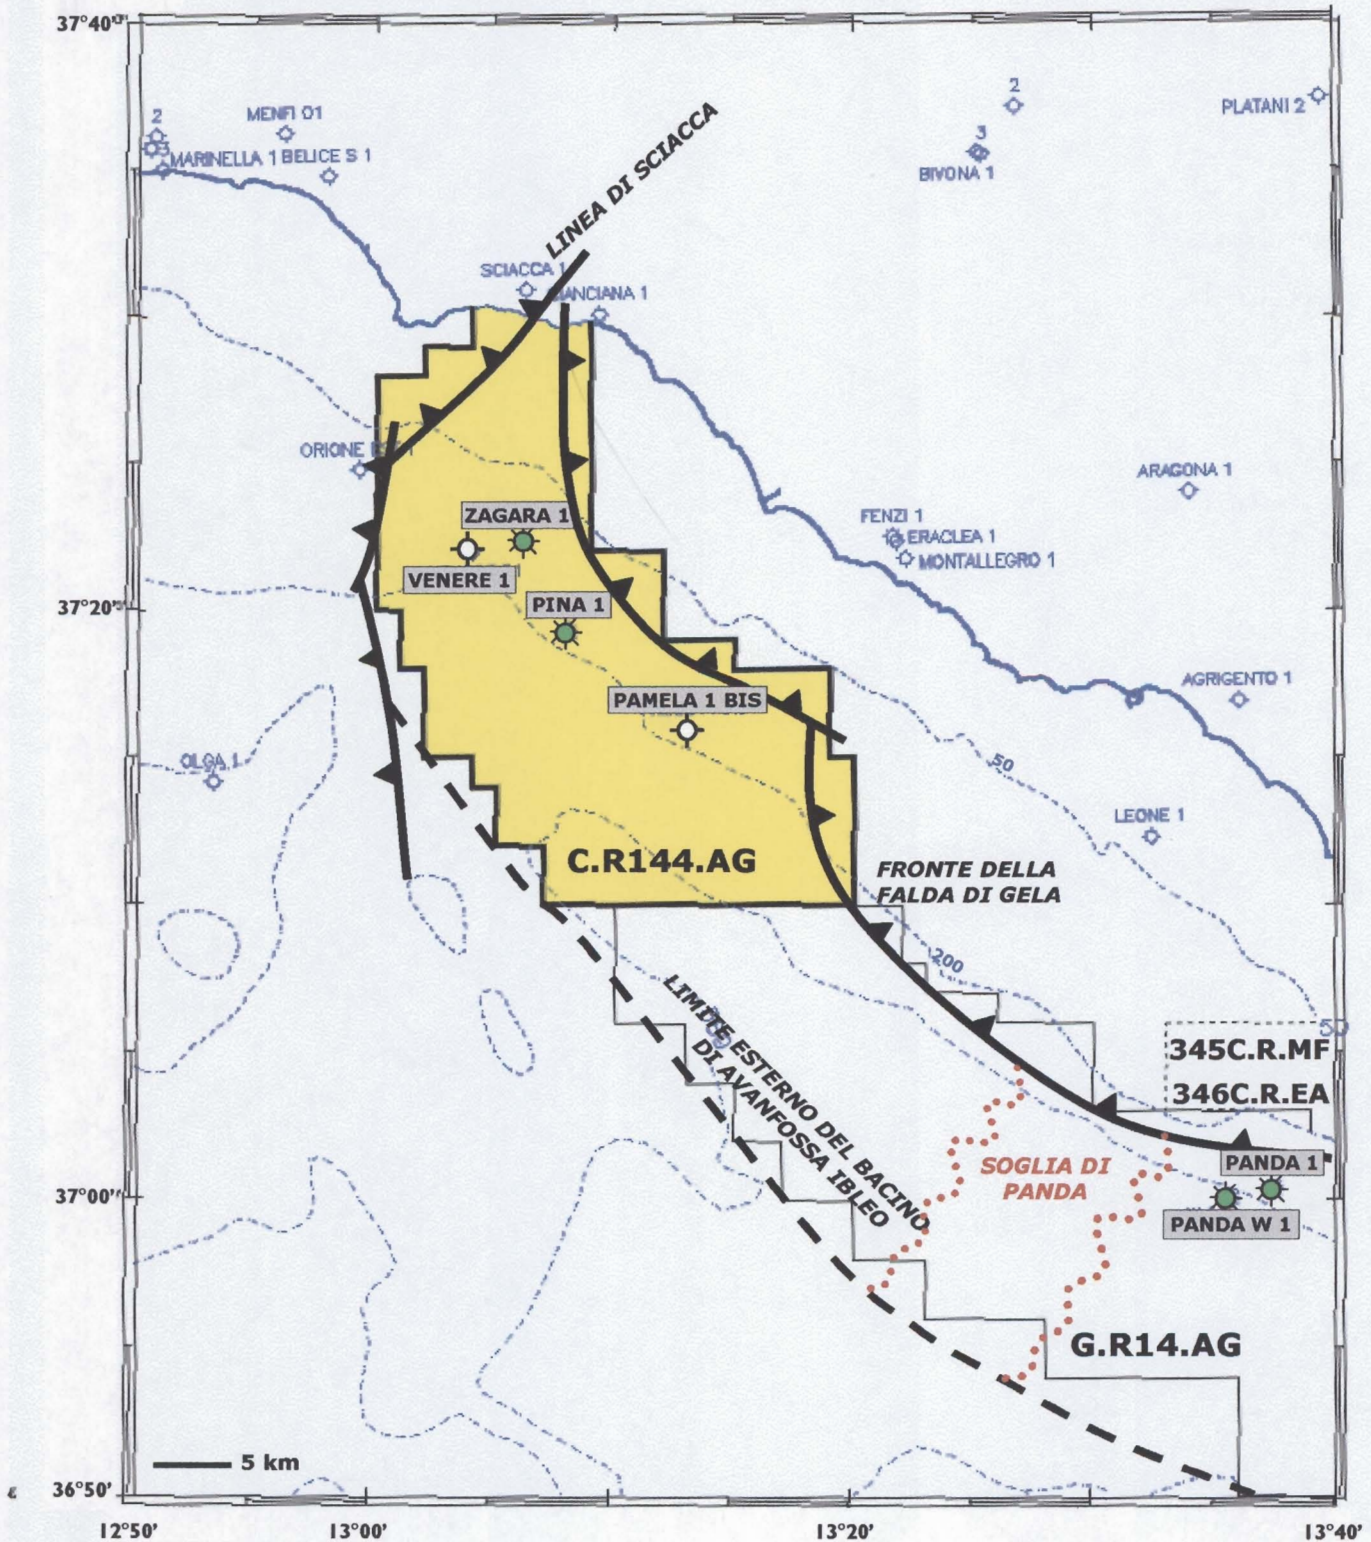 37°40'
2
MENFI 01
2
PLATANI 2
3
MARINELLA 1
BELICE S 1
3
BIVONA 1
LINEA DI SCIACCA
SCIACCA 1
CIANCIANA 1
ORIONE EST 1
ARAGONA 1
ZAGARA 1
FENZI 1
ERACLEA 1
MONTALLEGRO 1
VENERE 1
37°20'
PINA 1
AGRIGENTO 1
PAMELA 1 BIS
OLGA 1
50
LEONE 1
C.R144.AG
FRONTE DELLA
FALDA DI GELA
200
LIMITE ESTERNO DEL BACINO
DI AVANFOSSA IBLEO
50
345C.R.MF
346C.R.EA
SOGLIA DI
PANDA
PANDA 1
37°00'
PANDA W 1
G.R14.AG
5 km
36°50'
12°50'
13°00'
13°20'
13°40'